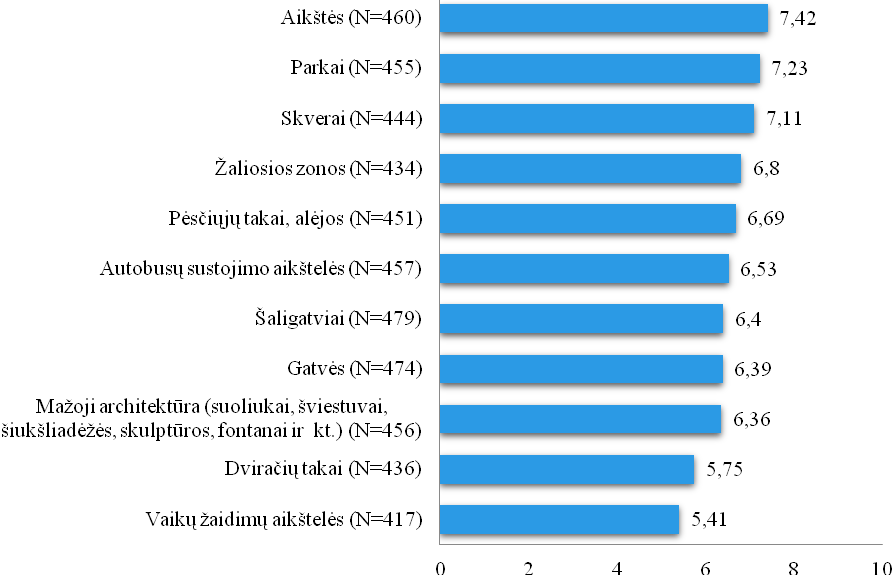 Aikštės (N=460) 7,42
Parkai (N=455) 7,23
Skverai (N=444) 7,11
Žaliosios zonos (N=434) 6,8
Pėsčiųjų takai, alėjos (N=451) 6,69
Autobusų sustojimo aikštelės (N=457) 6,53
Šaligatviai (N=479) 6,4
Gatvės (N=474) 6,39
Mažoji architektūra (suoliukai, šviestuvai,
šiukšliadėžės, skulptūros, fontanai ir kt.) (N=456) 6,36
Dviračių takai (N=436) 5,75
Vaikų žaidimų aikštelės (N=417) 5,41
0 2 4 6 8 10